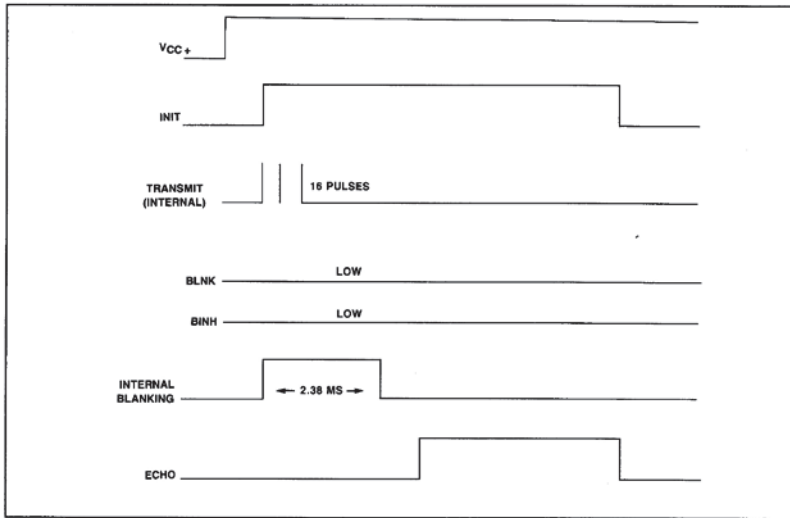 VCC+
INIT
TRANSMIT
(INTERNAL)
16 PULSES
BLNK
LOW
BINH
LOW
INTERNAL
BLANKING
2.38 MS
ECHO